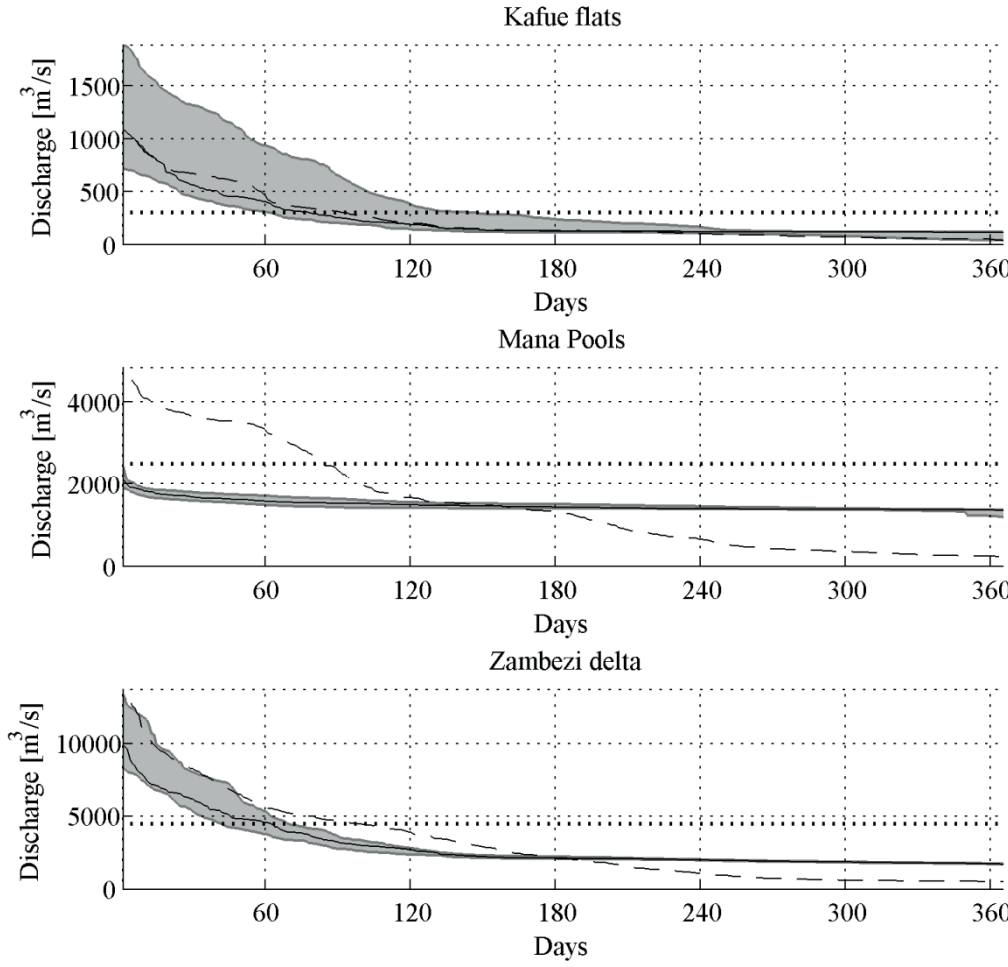 Kafue flats
Discharge [m³/s]
1500
1000
500
0
60 120 180 240 300 360
Days
Mana Pools
Discharge [m³/s]
4000
2000
0
60 120 180 240 300 360
Days
Zambezi delta
Discharge [m³/s]
10000
5000
0
60 120 180 240 300 360
Days